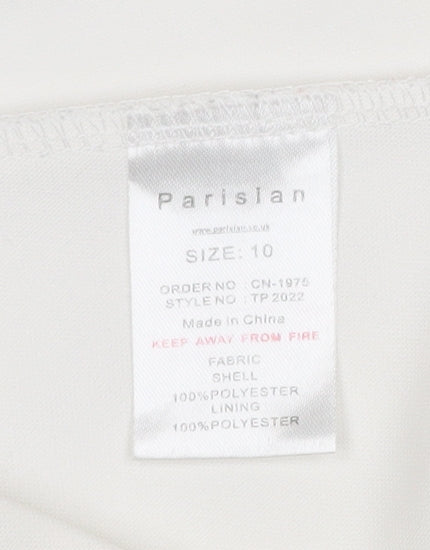 Parisian
www.parisian.co.uk
SIZE: 10
ORDER NO : CN-1975
STYLE NO : TP 2022
Made in China
KEEP AWAY FROM FIRE
FABRIC
SHELL
100%POLYESTER
LINING
100%POLYESTER